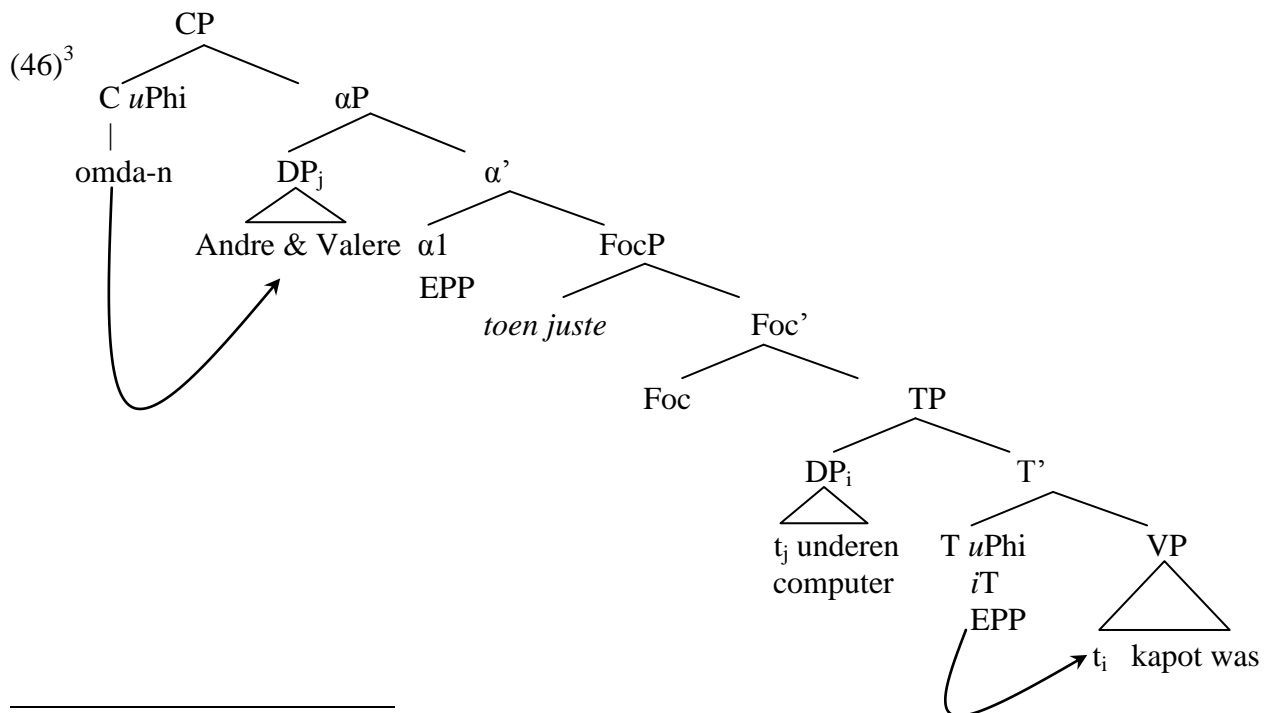 CP
(46)³
C uPhi αP
|
omda-n DPⱼ α’
Andre & Valere α1 FocP
EPP
toen juste Foc’
Foc TP
DPᵢ T’
tⱼ underen T uPhi VP
computer iT
EPP
tᵢ kapot was